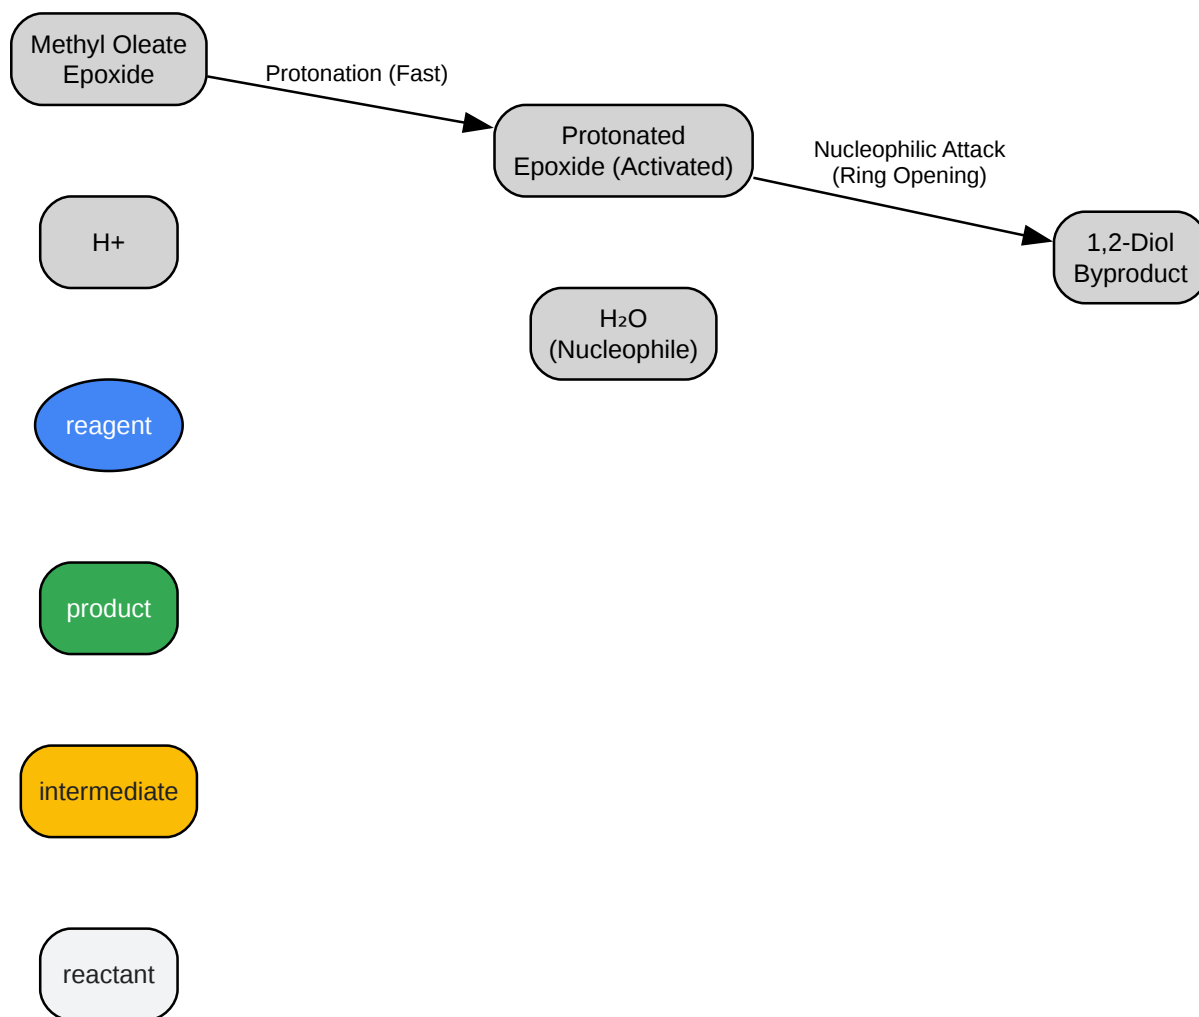 Methyl Oleate
Epoxide
Protonation (Fast)
Protonated
Epoxide (Activated)
Nucleophilic Attack
(Ring Opening)
1,2-Diol
Byproduct
H+
H₂O
(Nucleophile)
reagent
product
intermediate
reactant